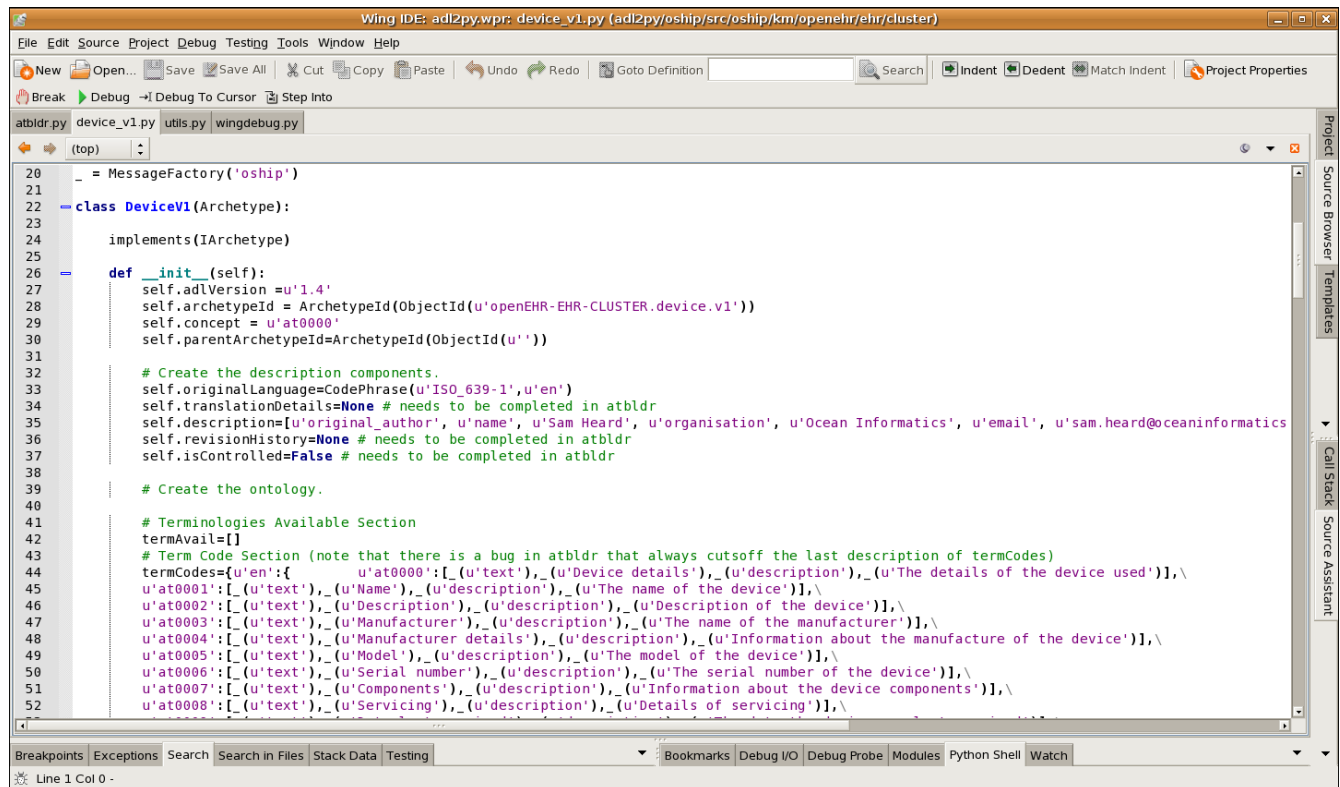 Wing IDE: adl2py.wpr: device_v1.py (adl2py/oship/src/oship/km/openehr/ehr/cluster)
File Edit Source Project Debug Testing Tools Window Help
New Open... Save Save All Cut Copy Paste Undo Redo Goto Definition Search Indent Dedent Match Indent Project Properties
Break Debug Debug To Cursor Step Into
atbldr.py device_v1.py utils.py wingdebug.py
(top)
20 _ = MessageFactory('oship')
21
22 class DeviceV1(Archetype):
23
24 implements(IArchetype)
25
26 def __init__(self):
27 self.adlVersion =u'1.4'
28 self.archetypeId = ArchetypeId(ObjectId(u'openEHR-EHR-CLUSTER.device.v1'))
29 self.concept = u'at0000'
30 self.parentArchetypeId=ArchetypeId(ObjectId(u''))
31
32 # Create the description components.
33 self.originalLanguage=CodePhrase(u'ISO_639-1',u'en')
34 self.translationDetails=None # needs to be completed in atbldr
35 self.description=[u'original_author', u'name', u'Sam Heard', u'organisation', u'Ocean Informatics', u'email', u'sam.heard@oceaninformatics
36 self.revisionHistory=None # needs to be completed in atbldr
37 self.isControlled=False # needs to be completed in atbldr
38
39 # Create the ontology.
40
41 # Terminologies Available Section
42 termAvail=[]
43 # Term Code Section (note that there is a bug in atbldr that always cutsoff the last description of termCodes)
44 termCodes={u'en':{ u'at0000':[_(u'text'),_(u'Device details'),_(u'description'),_(u'The details of the device used')],\
45 u'at0001':[_(u'text'),_(u'Name'),_(u'description'),_(u'The name of the device')],\
46 u'at0002':[_(u'text'),_(u'Description'),_(u'description'),_(u'Description of the device')],\
47 u'at0003':[_(u'text'),_(u'Manufacturer'),_(u'description'),_(u'The name of the manufacturer')],\
48 u'at0004':[_(u'text'),_(u'Manufacturer details'),_(u'description'),_(u'Information about the manufacture of the device')],\
49 u'at0005':[_(u'text'),_(u'Model'),_(u'description'),_(u'The model of the device')],\
50 u'at0006':[_(u'text'),_(u'Serial number'),_(u'description'),_(u'The serial number of the device')],\
51 u'at0007':[_(u'text'),_(u'Components'),_(u'description'),_(u'Information about the device components')],\
52 u'at0008':[_(u'text'),_(u'Servicing'),_(u'description'),_(u'Details of servicing')],\
Project
Source Browser
Templates
Call Stack
Source Assistant
Breakpoints Exceptions Search Search in Files Stack Data Testing Bookmarks Debug I/O Debug Probe Modules Python Shell Watch
Line 1 Col 0 -